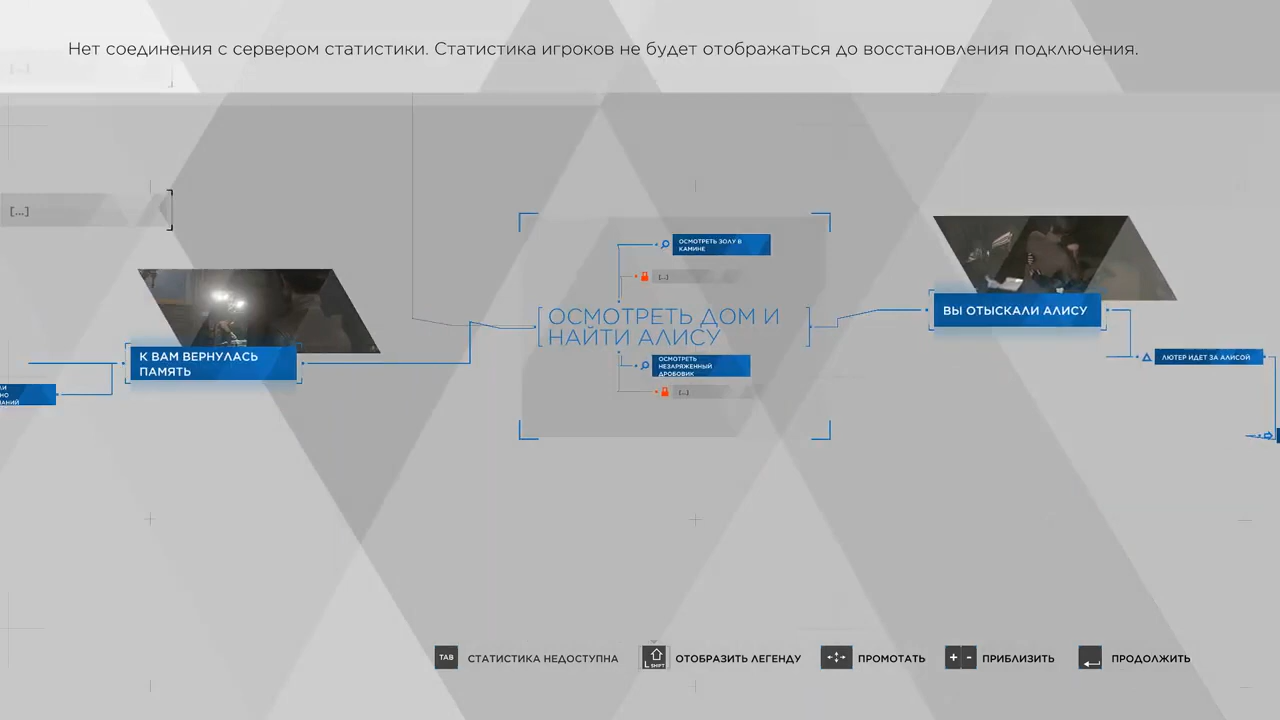 Нет соединения с сервером статистики. Статистика игроков не будет отображаться до восстановления подключения.
[...]
[...]
К ВАМ ВЕРНУЛАСЬ
ПАМЯТЬ
ОСМОТРЕТЬ ЗОЛУ В
КАМИНЕ
[...]
ОСМОТРЕТЬ ДОМ И
НАЙТИ АЛИСУ
ОСМОТРЕТЬ
НЕЗАРЯЖЕННЫЙ
ДРОБОВИК
[...]
ВЫ ОТЫСКАЛИ АЛИСУ
ЛЮТЕР ИДЕТ ЗА АЛИСОЙ
TAB
СТАТИСТИКА НЕДОСТУПНА
L SHIFT
ОТОБРАЗИТЬ ЛЕГЕНДУ
ПРОМОТАТЬ
+ -
ПРИБЛИЗИТЬ
ПРОДОЛЖИТЬ